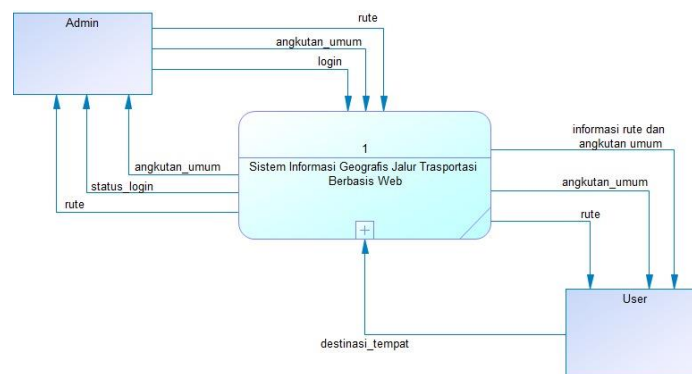 Admin
rute
angkutan_umum
login
1
Sistem Informasi Geografis Jalur Trasportasi
Berbasis Web
angkutan_umum
status_login
rute
informasi rute dan
angkutan umum
angkutan_umum
rute
User
destinasi_tempat